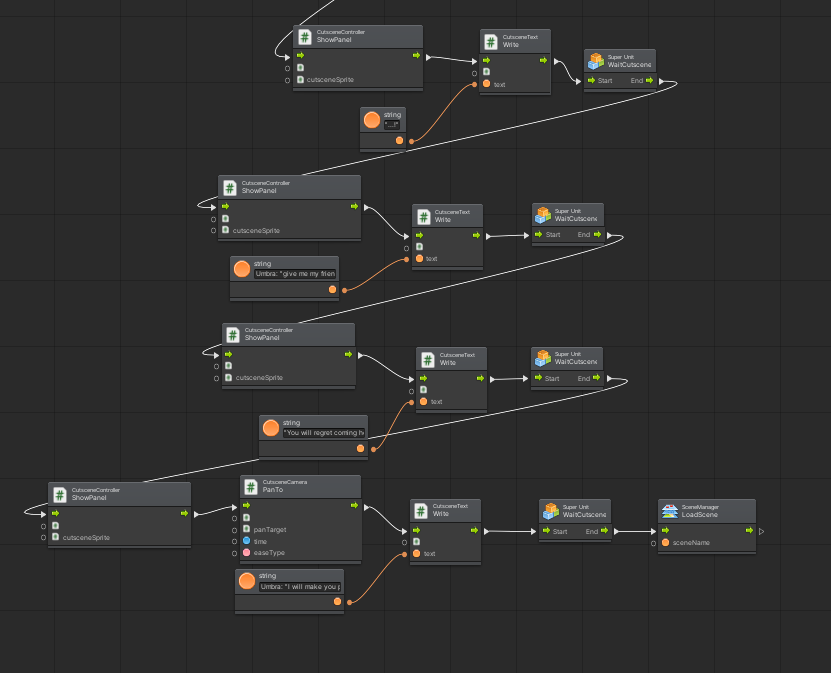 CutsceneController
ShowPanel
cutsceneSprite
CutsceneText
Write
text
Super Unit
WaitCutscene
Start End
string
"...!"
CutsceneController
ShowPanel
cutsceneSprite
CutsceneText
Write
text
Super Unit
WaitCutscene
Start End
string
Umbra: "give me my frien
CutsceneController
ShowPanel
cutsceneSprite
CutsceneText
Write
text
Super Unit
WaitCutscene
Start End
string
"You will regret coming h
CutsceneController
ShowPanel
cutsceneSprite
CutsceneCamera
PanTo
panTarget
time
easeType
CutsceneText
Write
text
Super Unit
WaitCutscene
Start End
SceneManager
LoadScene
sceneName
string
Umbra: "I will make you